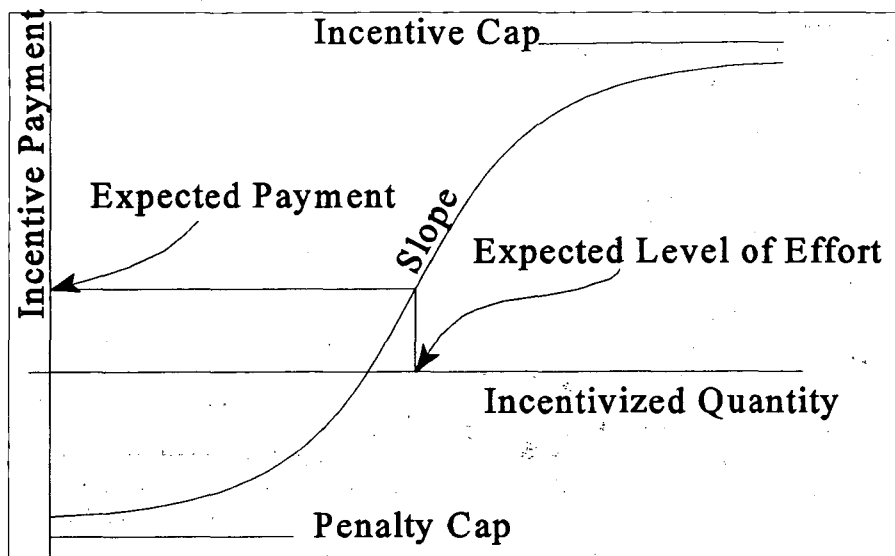 Incentive Cap
Incentive Payment
Expected Payment
Slope
Expected Level of Effort
Incentivized Quantity
Penalty Cap